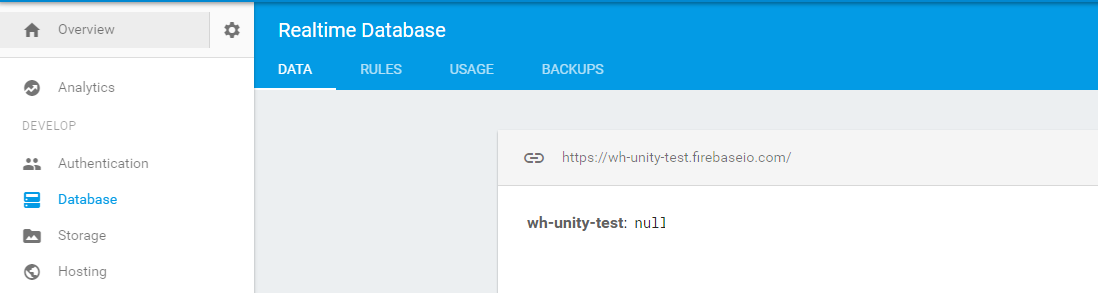 Overview
Analytics
DEVELOP
Authentication
Database
Storage
Hosting
Realtime Database
DATA RULES USAGE BACKUPS
https://wh-unity-test.firebaseio.com/
wh-unity-test: null